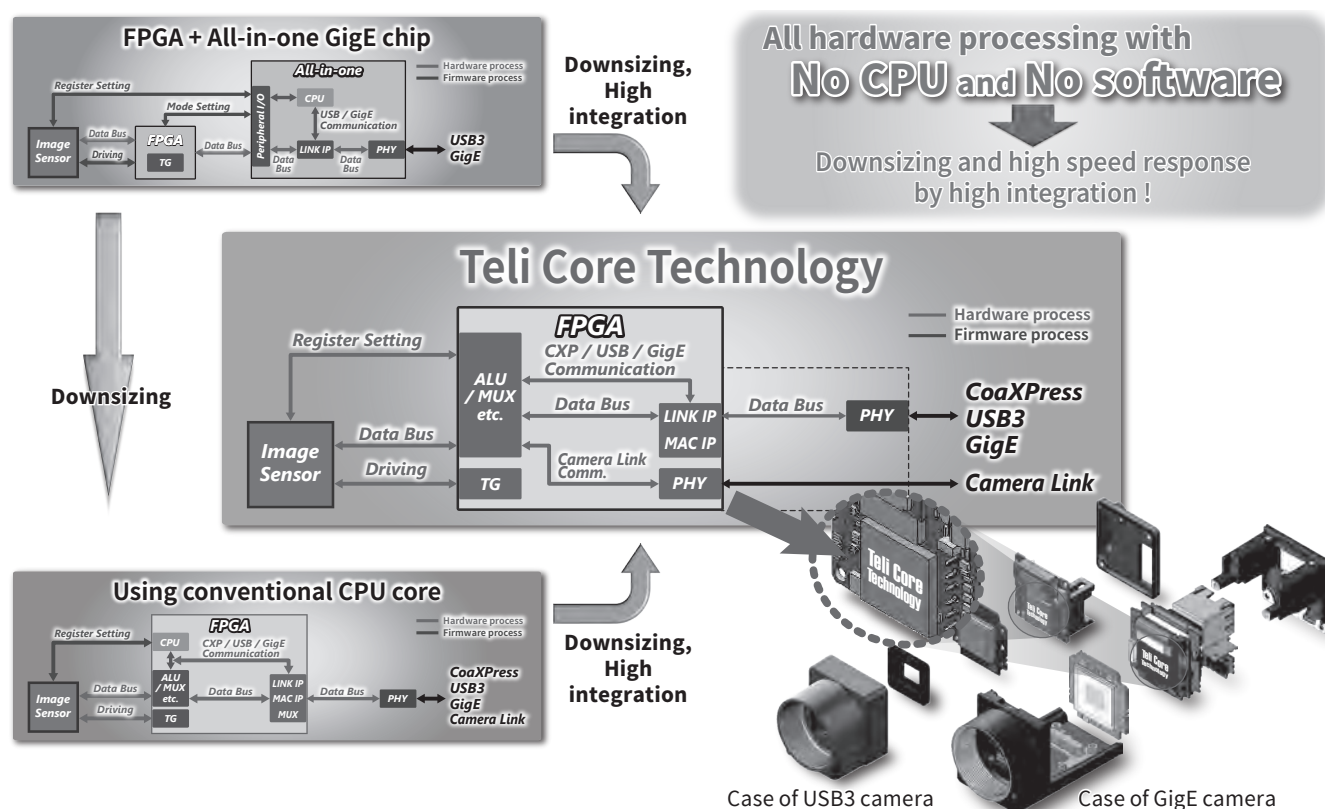 FPGA + All-in-one GigE chip
Hardware process
Firmware process
All-in-one
Register Setting
Mode Setting
Peripheral I/O
CPU
USB / GigE
Communication
Image
Sensor
Data Bus
Driving
FPGA
TG
Data Bus
Data
Bus
LINK IP
Data
Bus
PHY
USB3
GigE
Downsizing,
High
integration
All hardware processing with
No CPU and No software
Downsizing and high speed response
by high integration !
Downsizing
Teli Core Technology
Hardware process
Firmware process
FPGA
Register Setting
CXP / USB / GigE
Communication
ALU
/ MUX
etc.
Data Bus
LINK IP
MAC IP
Data Bus
PHY
CoaXPress
USB3
GigE
Image
Sensor
Data Bus
Driving
TG
Camera Link
Comm.
PHY
Camera Link
Using conventional CPU core
Hardware process
Firmware process
FPGA
Register Setting
CPU
CXP / USB / GigE
Communication
Image
Sensor
Data Bus
Driving
ALU
/ MUX
etc.
TG
Data Bus
LINK IP
MAC IP
MUX
Data Bus
PHY
CoaXPress
USB3
GigE
Camera Link
Downsizing,
High
integration
Teli Core
Technology
Teli Core
Technology
Teli Core
Technology
Case of USB3 camera
Case of GigE camera